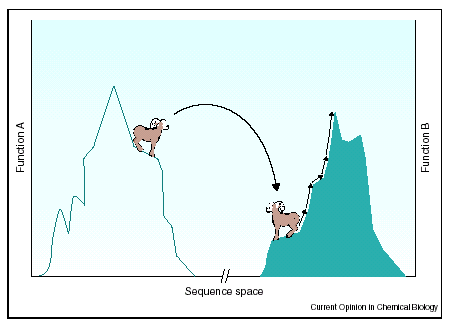 Function A
Function B
Sequence space
Current Opinion in Chemical Biology